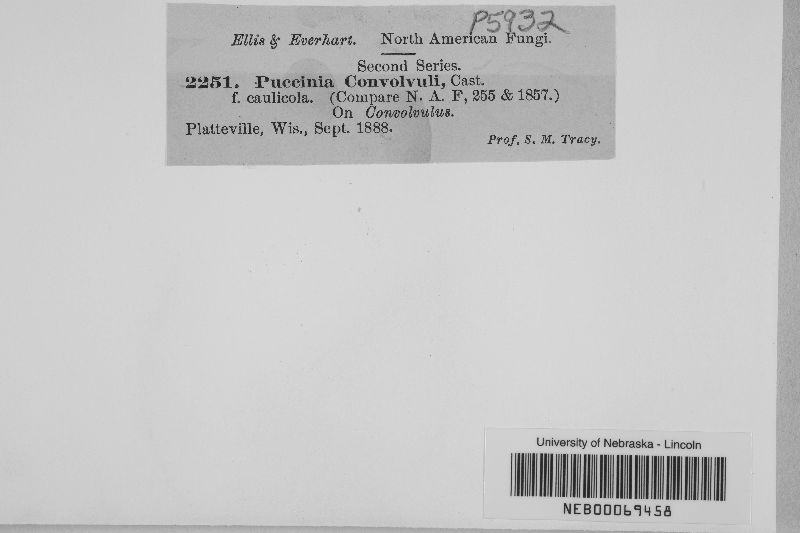 P5932
Ellis & Everhart. North American Fungi.
Second Series.
2251. Puccinia Convolvuli, Cast.
f. caulicola. (Compare N. A. F, 255 & 1857.)
On Convolvulus.
Platteville, Wis., Sept. 1888.
Prof. S. M. Tracy.
University of Nebraska - Lincoln
NEB00069458